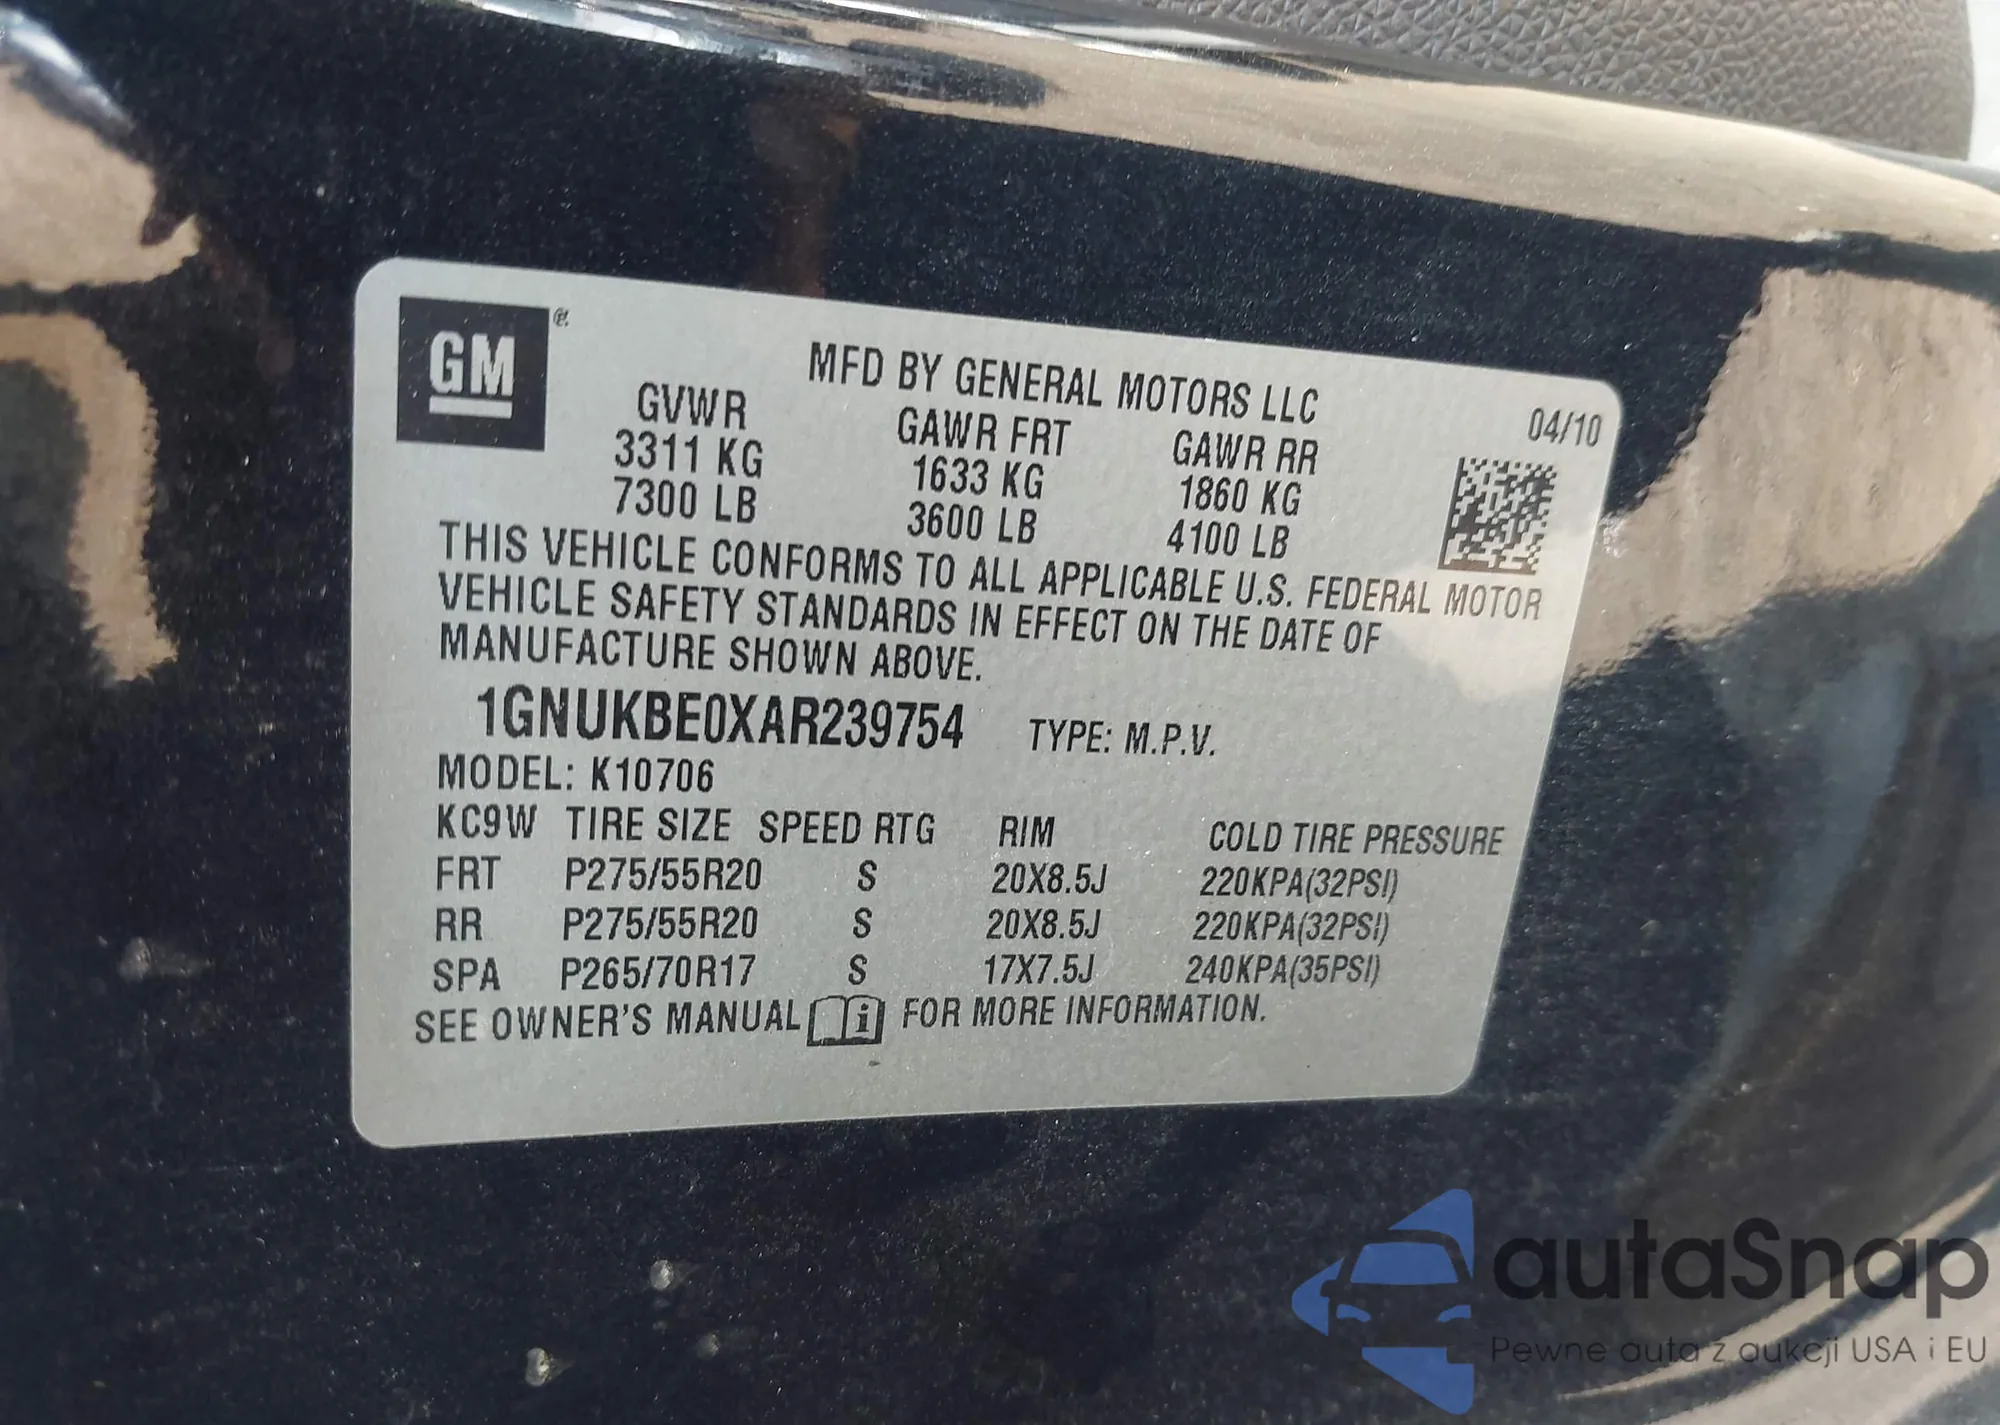 GM
MFD BY GENERAL MOTORS LLC
04/10
GVWR GAWR FRT GAWR RR
3311 KG 1633 KG 1860 KG
7300 LB 3600 LB 4100 LB
THIS VEHICLE CONFORMS TO ALL APPLICABLE U.S. FEDERAL MOTOR
VEHICLE SAFETY STANDARDS IN EFFECT ON THE DATE OF
MANUFACTURE SHOWN ABOVE.
1GNUKBE0XAR239754 TYPE: M.P.V.
MODEL: K10706
KC9W TIRE SIZE SPEED RTG RIM COLD TIRE PRESSURE
FRT P275/55R20 S 20X8.5J 220KPA(32PSI)
RR P275/55R20 S 20X8.5J 220KPA(32PSI)
SPA P265/70R17 S 17X7.5J 240KPA(35PSI)
SEE OWNER'S MANUAL i FOR MORE INFORMATION.
autaSnap
Pewne auta z aukcji USA i EU